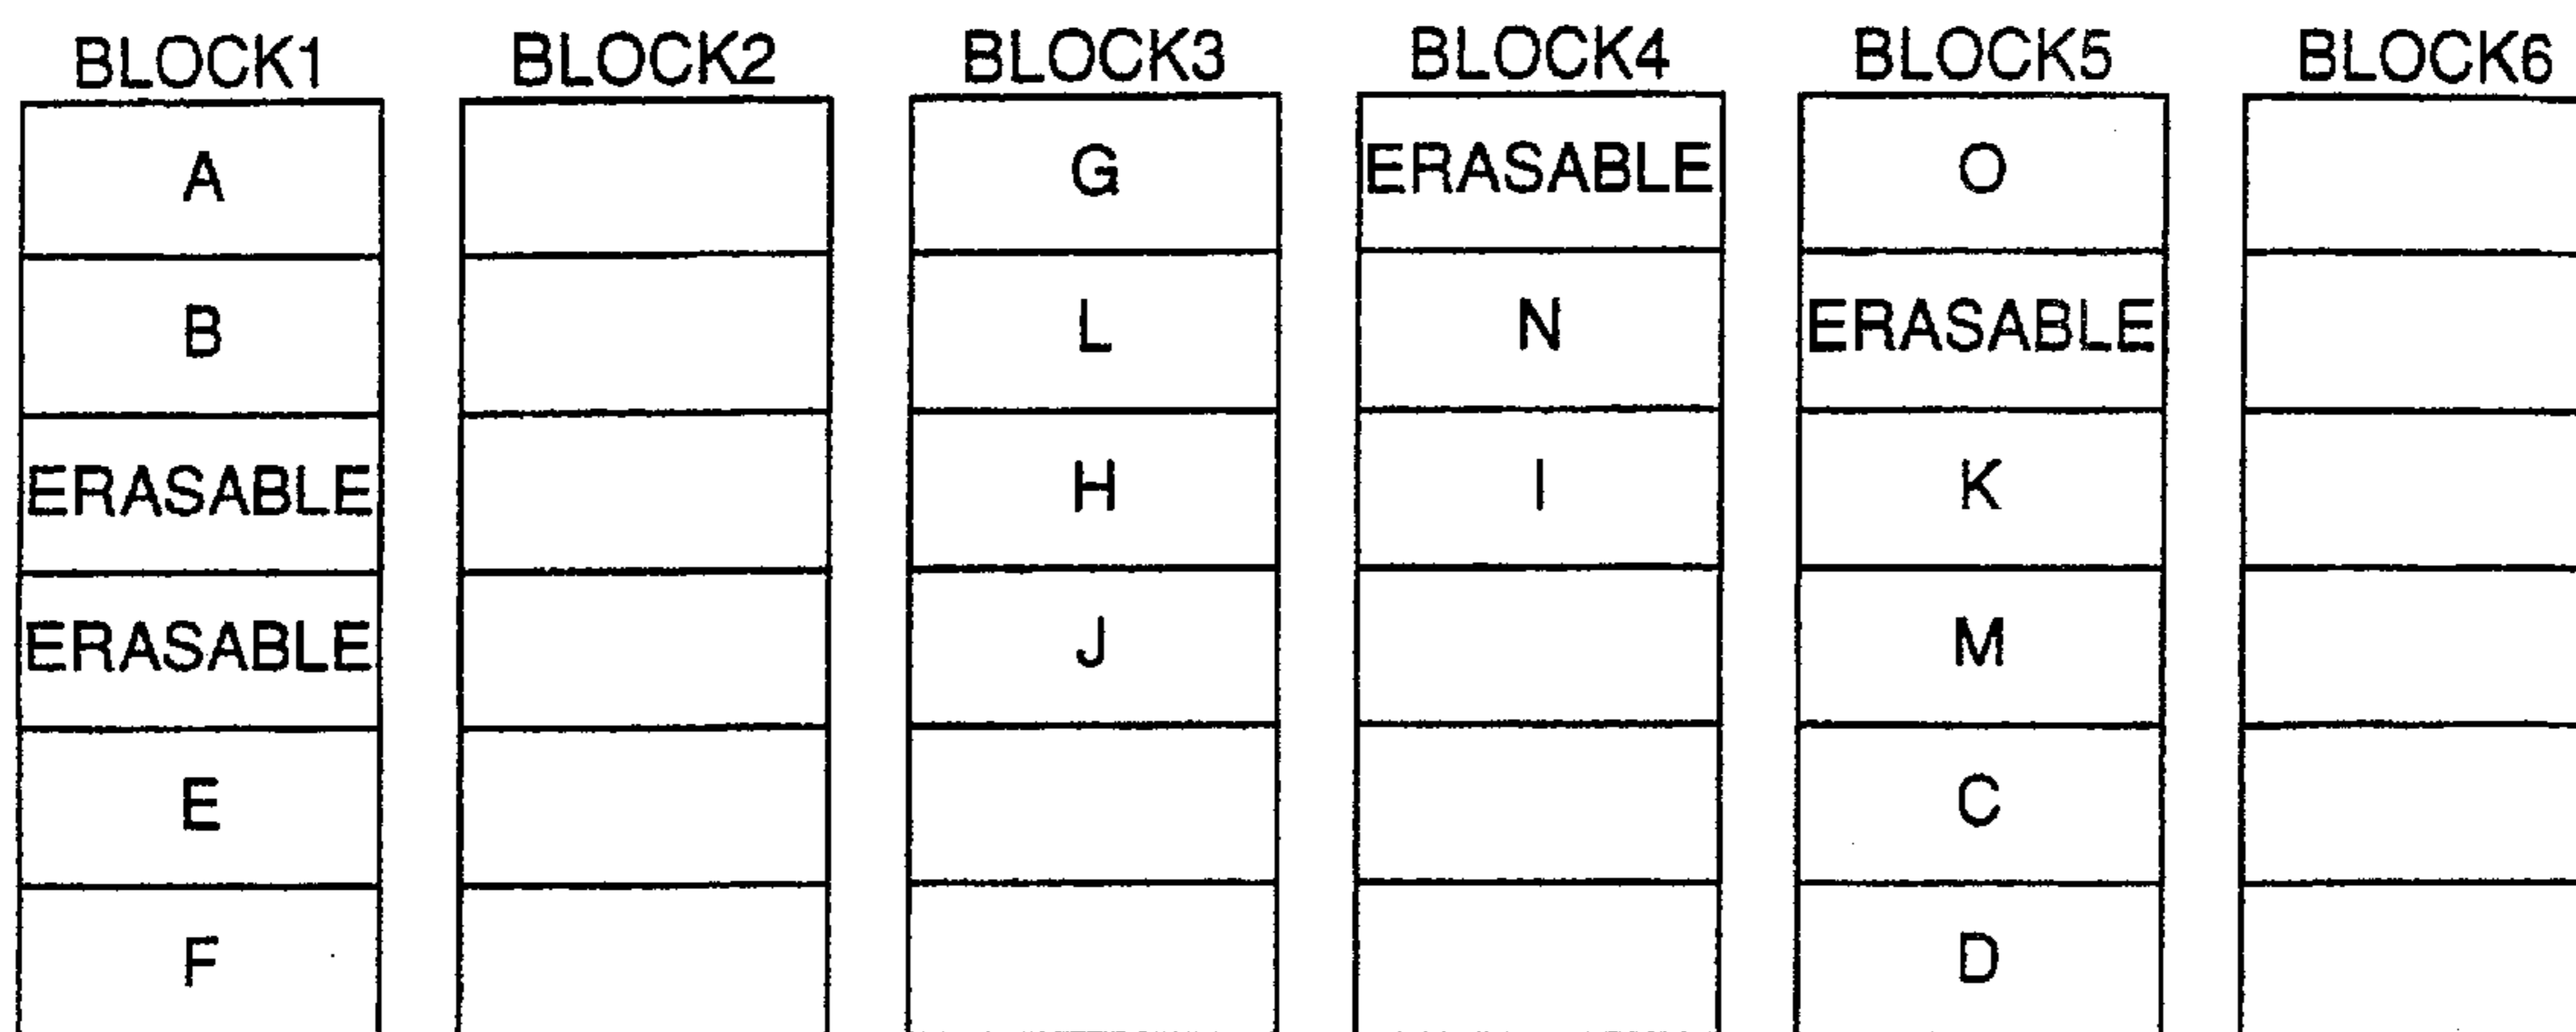 BLOCK1 BLOCK2 BLOCK3 BLOCK4 BLOCK5 BLOCK6
A G ERASABLE O
B L N ERASABLE
ERASABLE H I K
ERASABLE J M
E C
F D